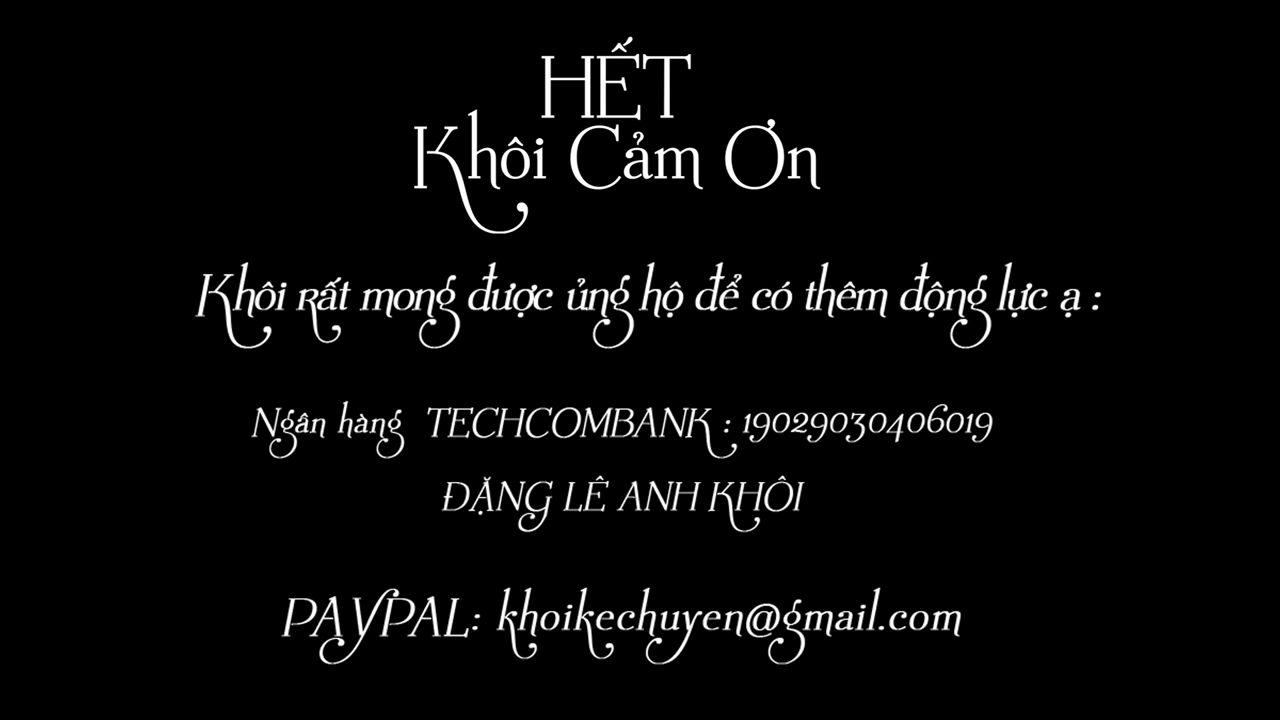 HẾT
Khôi Cảm Ơn
Khôi rất mong được ủng hộ để có thêm động lực ạ :
Ngân hàng TECHCOMBANK : 19029030406019
ĐẶNG LÊ ANH KHÔI
PAYPAL: khoikechuyen@gmail.com